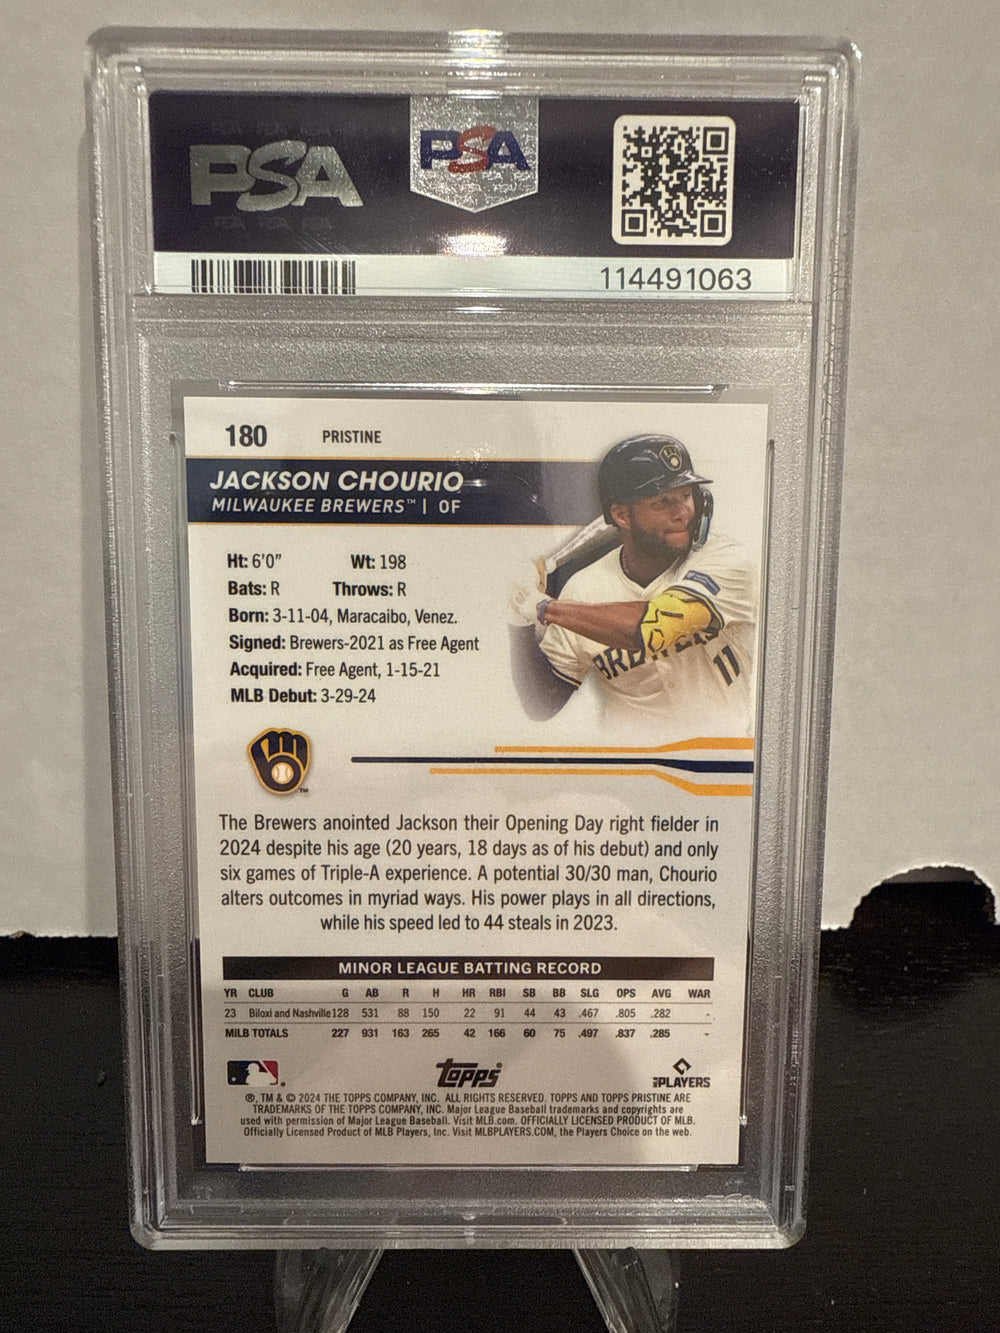 PSA
PSA
114491063
180 PRISTINE
JACKSON CHOURIO
MILWAUKEE BREWERS™ | OF
Ht: 6'0" Wt: 198
Bats: R Throws: R
Born: 3-11-04, Maracaibo, Venez.
Signed: Brewers-2021 as Free Agent
Acquired: Free Agent, 1-15-21
MLB Debut: 3-29-24
BREWERS
11
TM
The Brewers anointed Jackson their Opening Day right fielder in
2024 despite his age (20 years, 18 days as of his debut) and only
six games of Triple-A experience. A potential 30/30 man, Chourio
alters outcomes in myriad ways. His power plays in all directions,
while his speed led to 44 steals in 2023.
MINOR LEAGUE BATTING RECORD
YR CLUB G AB R H HR RBI SB BB SLG OPS AVG WAR
23 Biloxi and Nashville 128 531 88 150 22 91 44 43 .467 .805 .282 -
MiLB TOTALS 227 931 163 265 42 166 60 75 .497 .837 .285 -
Topps®
PLAYERS
®, TM & © 2024 THE TOPPS COMPANY, INC. ALL RIGHTS RESERVED. TOPPS AND TOPPS PRISTINE ARE
TRADEMARKS OF THE TOPPS COMPANY, INC. Major League Baseball trademarks and copyrights are
used with permission of Major League Baseball. Visit MLB.com. OFFICIALLY LICENSED PRODUCT OF MLB.
Officially Licensed Product of MLB Players, Inc. Visit MLBPLAYERS.COM, the Players Choice on the web.